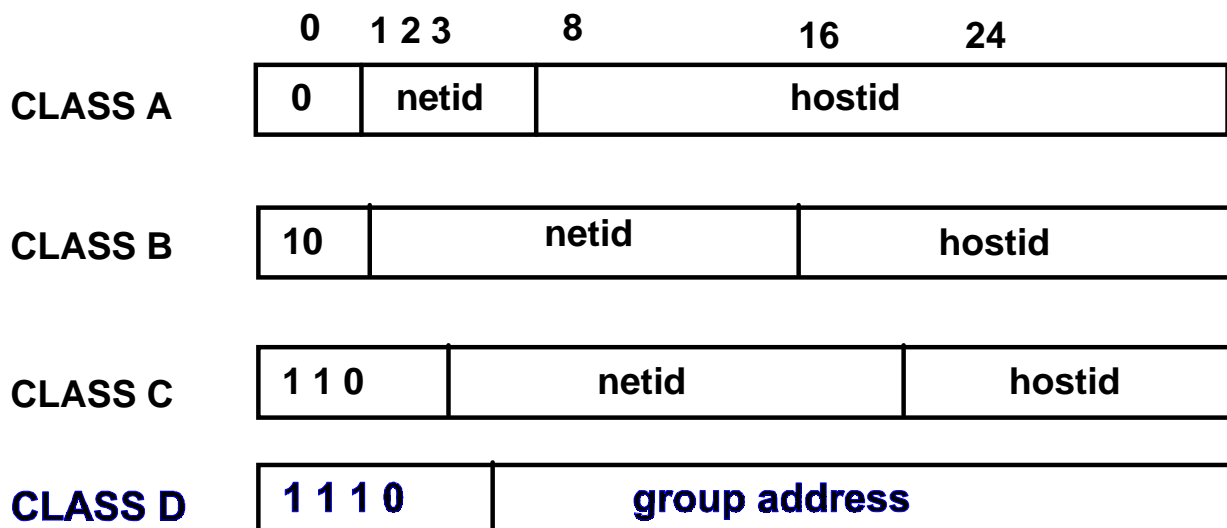 0 1 2 3 8 16 24
CLASS A 0 netid hostid
CLASS B 10 netid hostid
CLASS C 1 1 0 netid hostid
CLASS D 1 1 1 0 group address